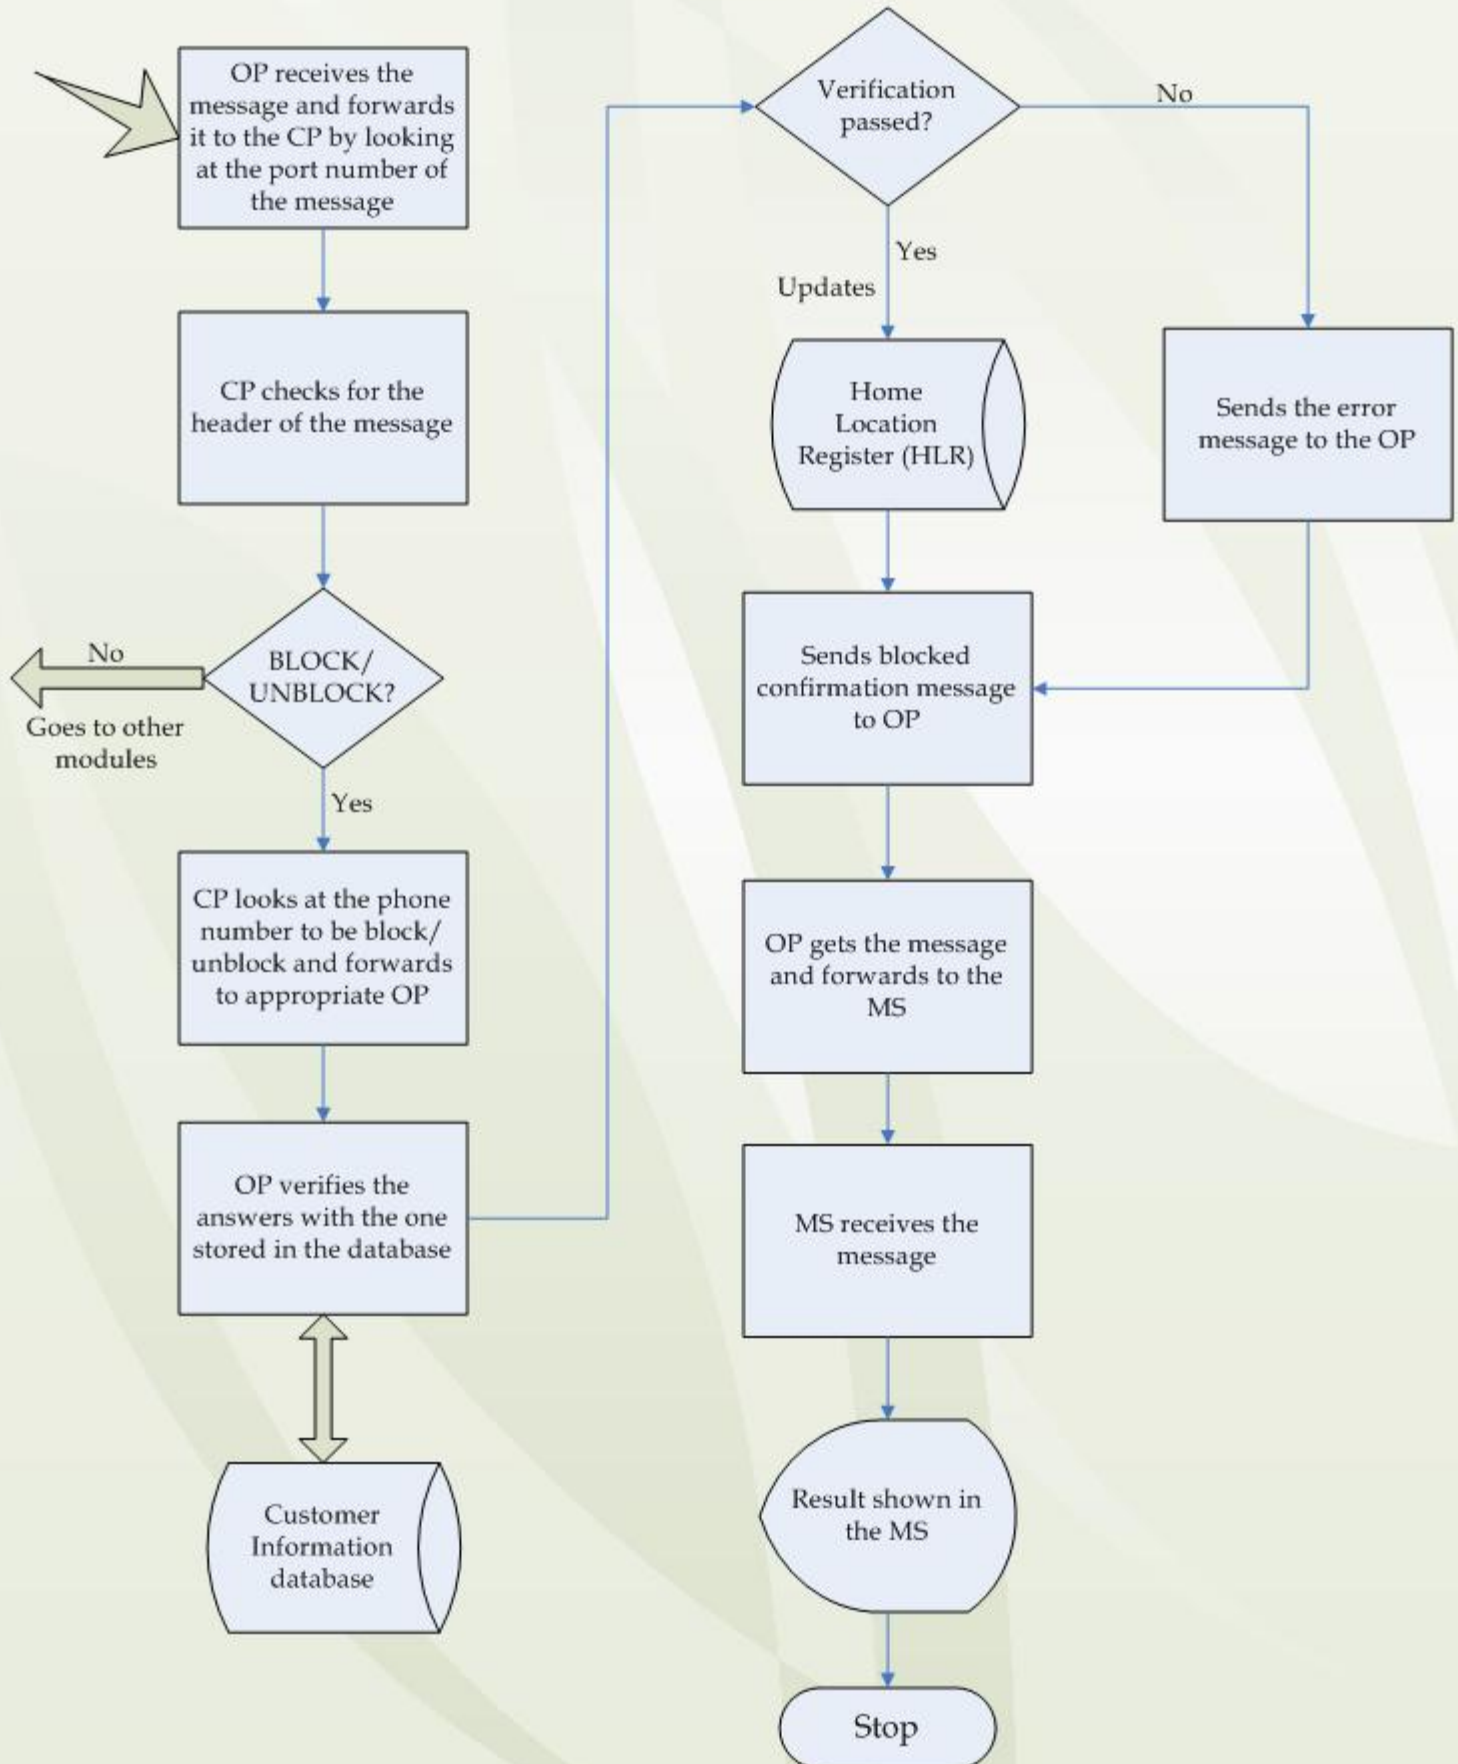 OP receives the
message and forwards
it to the CP by looking
at the port number of
the message
CP checks for the
header of the message
BLOCK/
UNBLOCK?
No
Goes to other
modules
Yes
CP looks at the phone
number to be block/
unblock and forwards
to appropriate OP
OP verifies the
answers with the one
stored in the database
Customer
Information
database
Verification
passed?
No
Yes
Updates
Home
Location
Register (HLR)
Sends the error
message to the OP
Sends blocked
confirmation message
to OP
OP gets the message
and forwards to the
MS
MS receives the
message
Result shown in
the MS
Stop